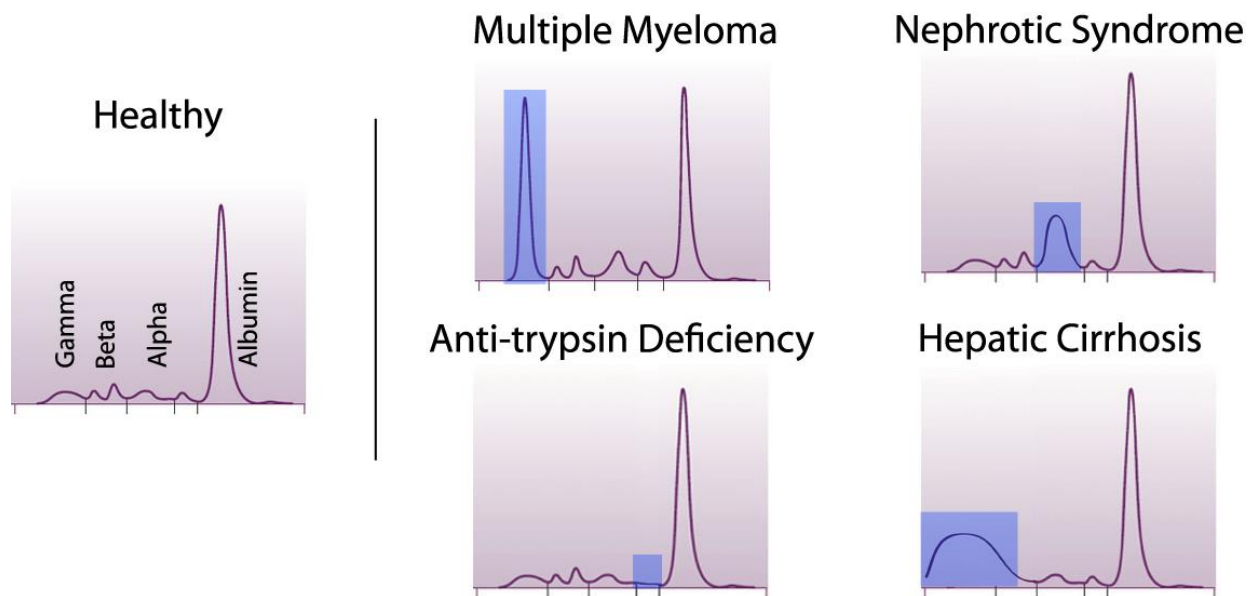 Healthy
Gamma
Beta
Alpha
Albumin
Multiple Myeloma
Nephrotic Syndrome
Anti-trypsin Deficiency
Hepatic Cirrhosis